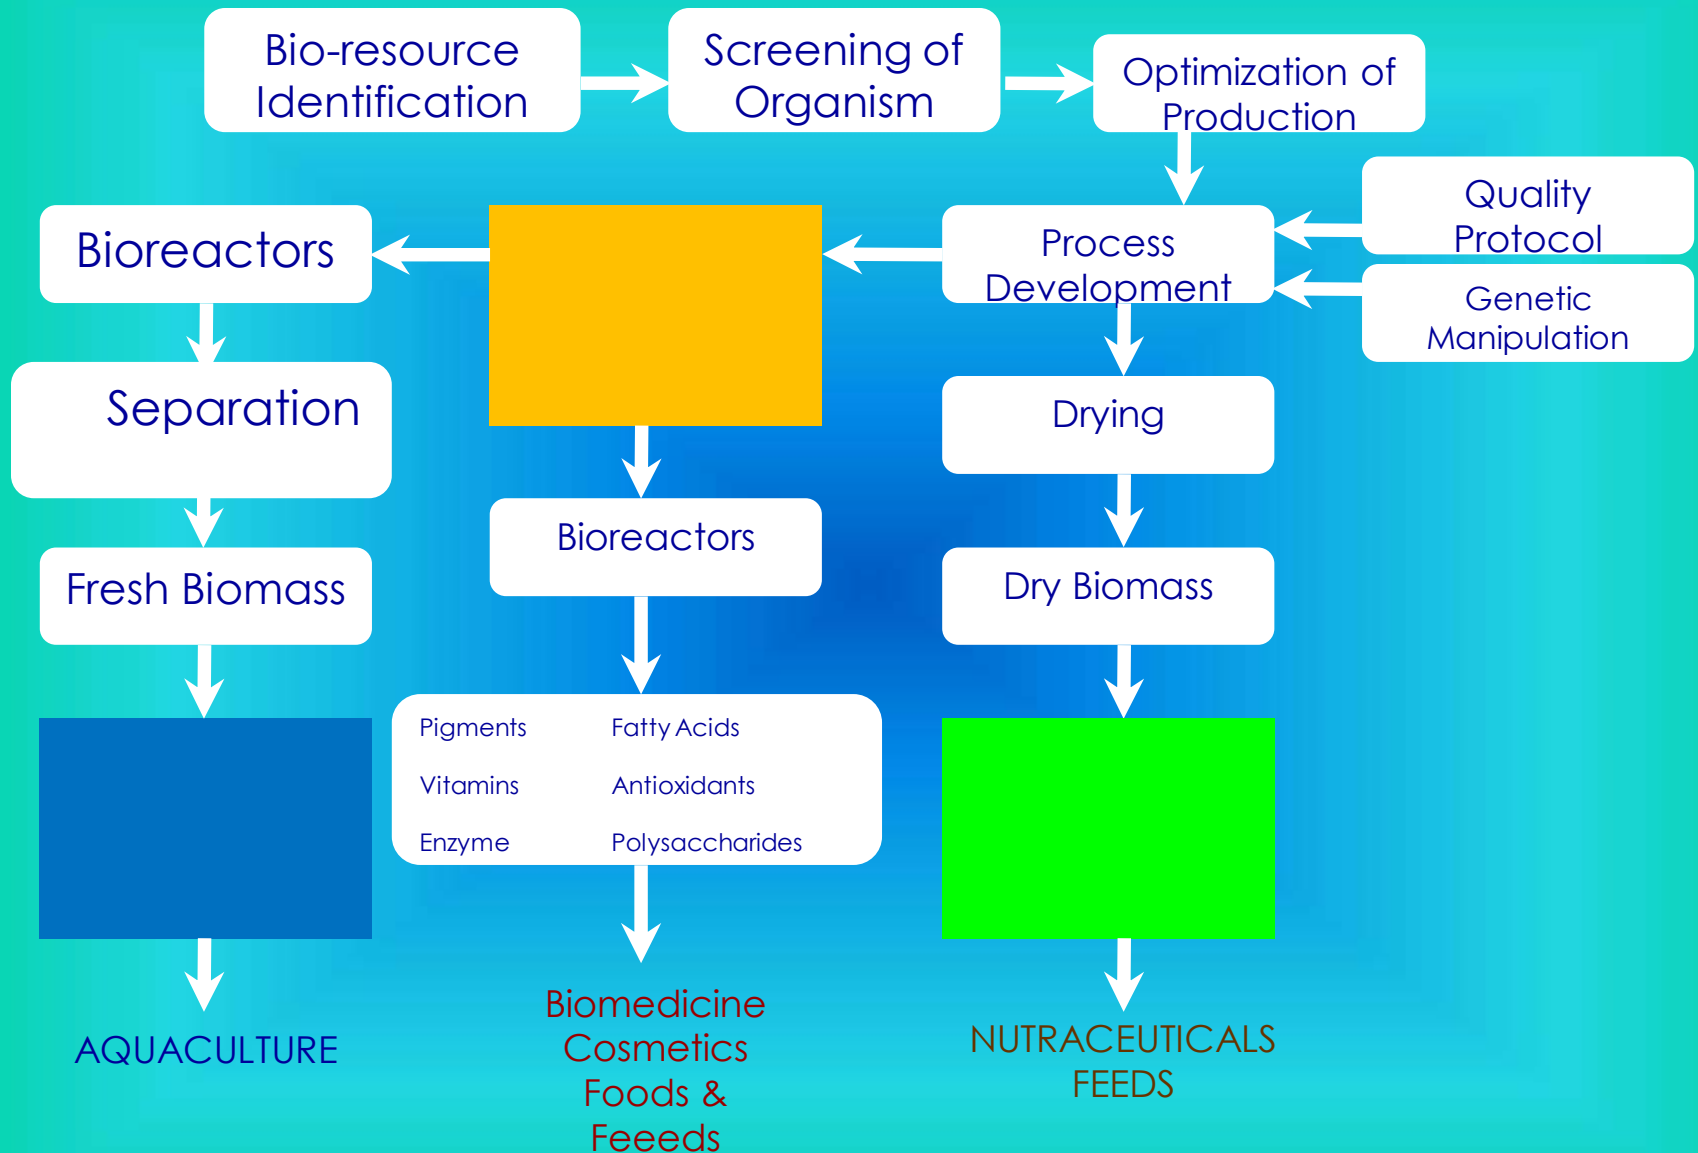 Bio-resource
Identification
Screening of
Organism
Optimization of
Production
Quality
Protocol
Genetic
Manipulation
Process
Development
Bioreactors
Separation
Drying
Bioreactors
Fresh Biomass
Dry Biomass
Pigments Fatty Acids
Vitamins Antioxidants
Enzyme Polysaccharides
AQUACULTURE
Biomedicine
Cosmetics
Foods &
Feeeds
NUTRACEUTICALS
FEEDS